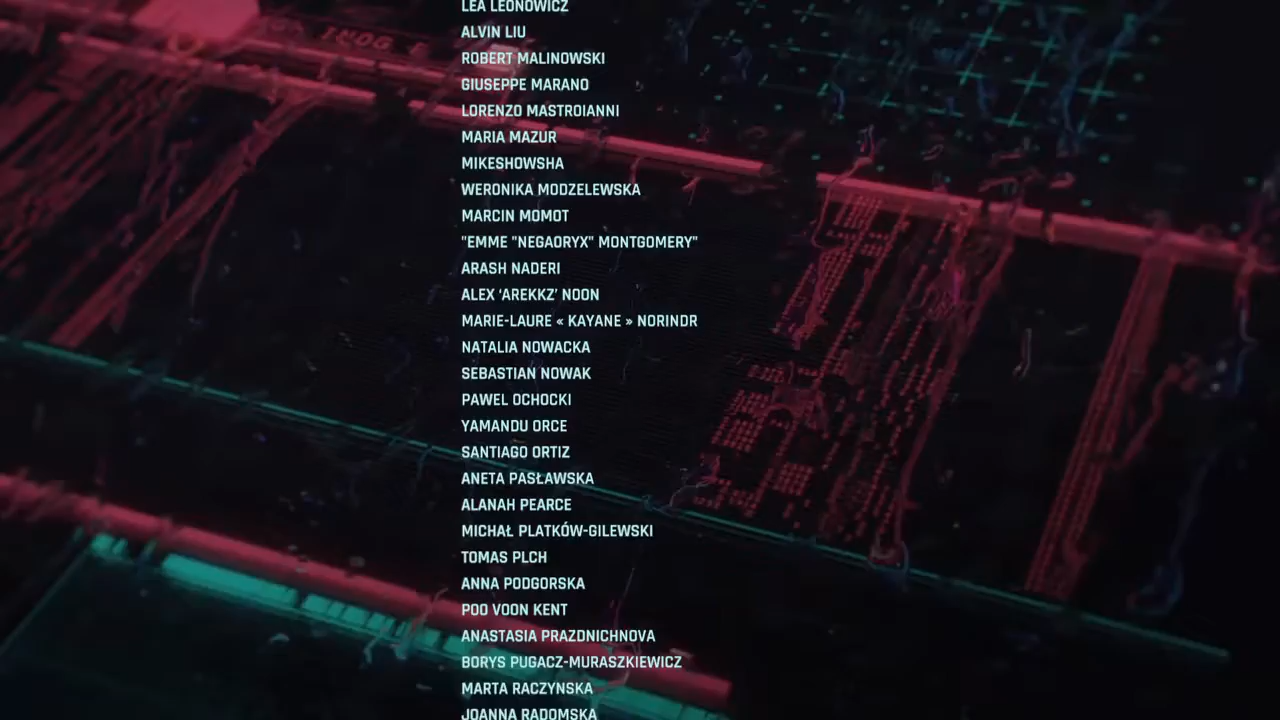 LEA LEONOWICZ
ALVIN LIU
ROBERT MALINOWSKI
GIUSEPPE MARANO
LORENZO MASTROIANNI
MARIA MAZUR
MIKESHOWSHA
WERONIKA MODZELEWSKA
MARCIN MOMOT
"EMME "NEGAORYX" MONTGOMERY"
ARASH NADERI
ALEX ‘AREKKZ’ NOON
MARIE-LAURE « KAYANE » NORINDR
NATALIA NOWACKA
SEBASTIAN NOWAK
PAWEL OCHOCKI
YAMANDU ORCE
SANTIAGO ORTIZ
ANETA PASŁAWSKA
ALANAH PEARCE
MICHAŁ PLATKÓW-GILEWSKI
TOMAS PLCH
ANNA PODGORSKA
POO VOON KENT
ANASTASIA PRAZDNICHNOVA
BORYS PUGACZ-MURASZKIEWICZ
MARTA RACZYNSKA
JOANNA RADOMSKA